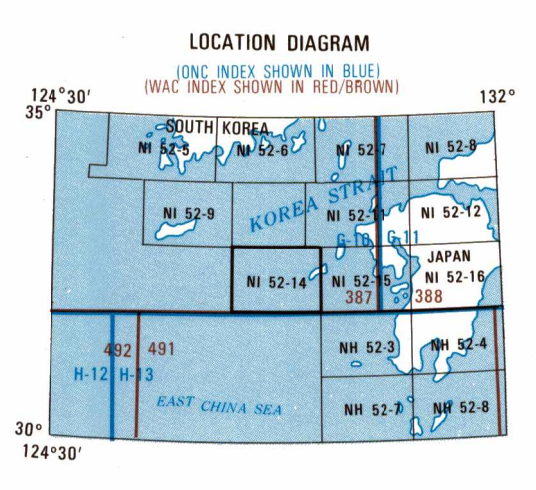 LOCATION DIAGRAM
(ONC INDEX SHOWN IN BLUE)
(WAC INDEX SHOWN IN RED/BROWN)
124°30′ 132°
35°
SOUTH KOREA
NI 52-5 NI 52-6 NI 52-7 NI 52-8
KOREA STRAIT
NI 52-9 NI 52-11 NI 52-12
G-10 G-11
JAPAN
NI 52-14 NI 52-15 NI 52-16
387 388
492 491 NH 52-3 NH 52-4
H-12 H-13
EAST CHINA SEA NH 52-7 NH 52-8
30°
124°30′